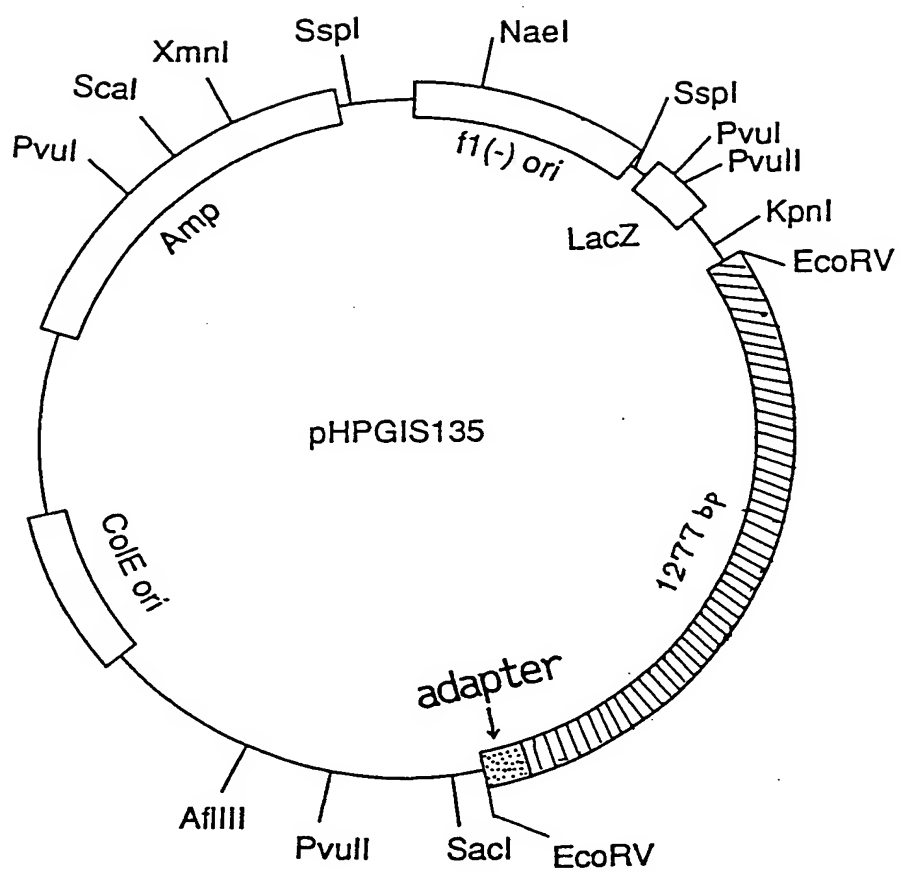 SspI
NaeI
XmnI
ScaI
PvuI
SspI
PvuI
PvuII
KpnI
EcoRV
f1(-) ori
Amp
LacZ
pHPGIS135
1277 bp
ColE ori
adapter
AflIII
PvuII
SacI
EcoRV